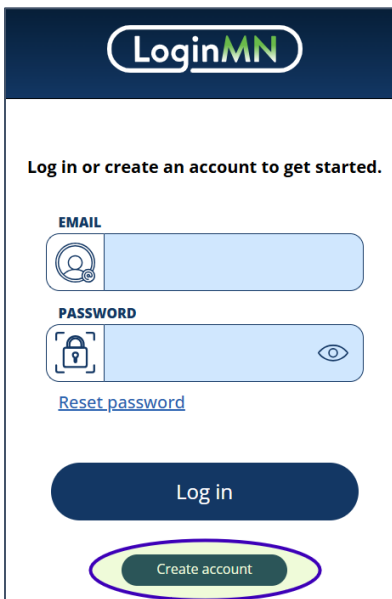 LoginMN
Log in or create an account to get started.
EMAIL
PASSWORD
Reset password
Log in
Create account